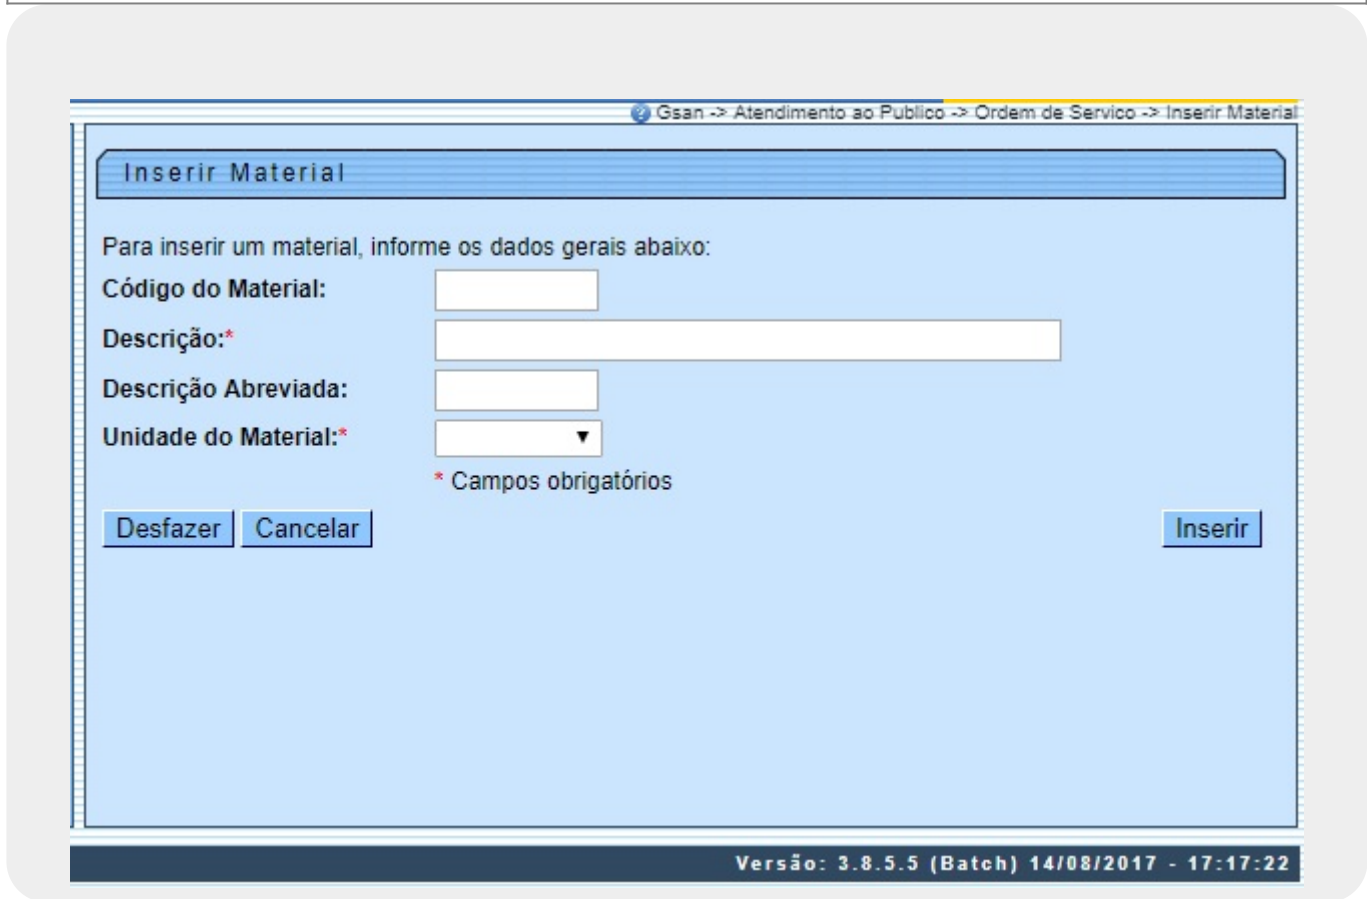 Gsan -> Atendimento ao Publico -> Ordem de Servico -> Inserir Material
Inserir Material
Para inserir um material, informe os dados gerais abaixo:
Código do Material:
Descrição:*
Descrição Abreviada:
Unidade do Material:*
* Campos obrigatórios
Desfazer Cancelar Inserir
Versão: 3.8.5.5 (Batch) 14/08/2017 - 17:17:22